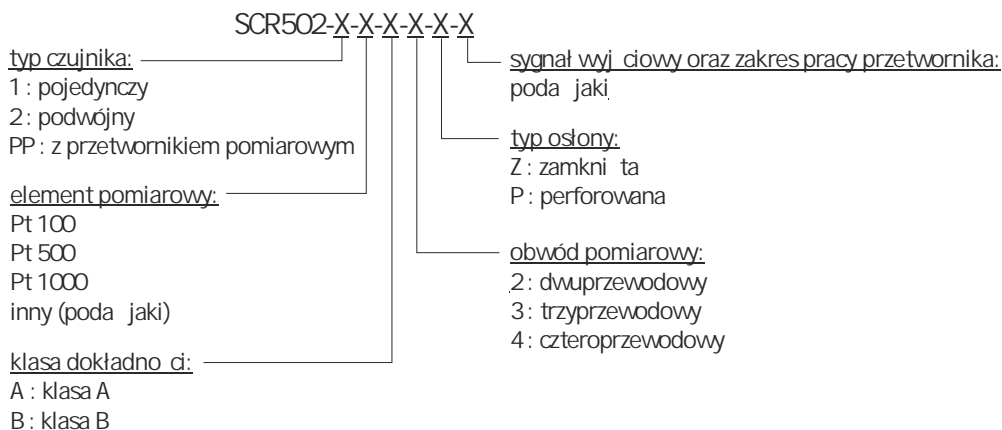 SCR502-X-X-X-X-X-X
typ czujnika:
1 : pojedynczy
2 : podwójny
PP : z przetwornikiem pomiarowym
element pomiarowy:
Pt 100
Pt 500
Pt 1000
inny (poda jaki)
klasa dokładno ci:
A : klasa A
B : klasa B
sygnał wyj ciowy oraz zakres pracy przetwornika:
poda jaki
typ osłony:
Z : zamkni ta
P : perforowana
obwód pomiarowy:
2 : dwuprzewodowy
3 : trzyprzewodowy
4 : czteroprzewodowy